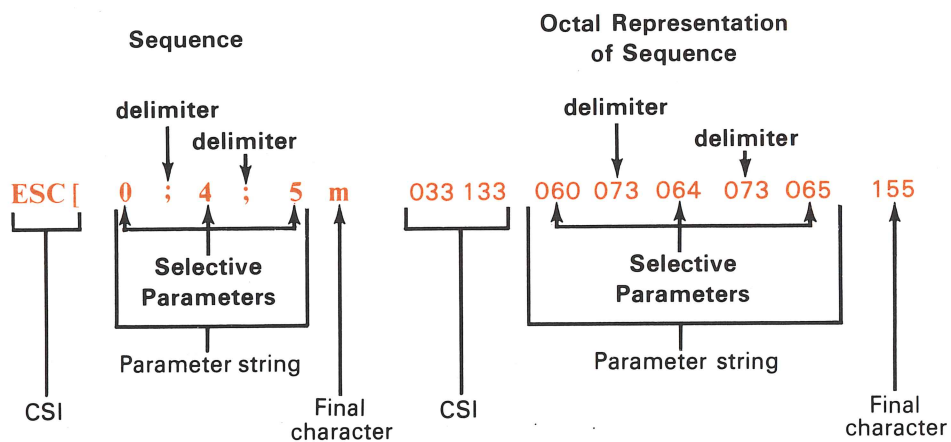 Sequence
Octal Representation
of Sequence
delimiter
delimiter
ESC [ 0 ; 4 ; 5 m
Selective
Parameters
Parameter string
CSI
Final
character
delimiter
delimiter
033 133 060 073 064 073 065 155
Selective
Parameters
Parameter string
CSI
Final
character